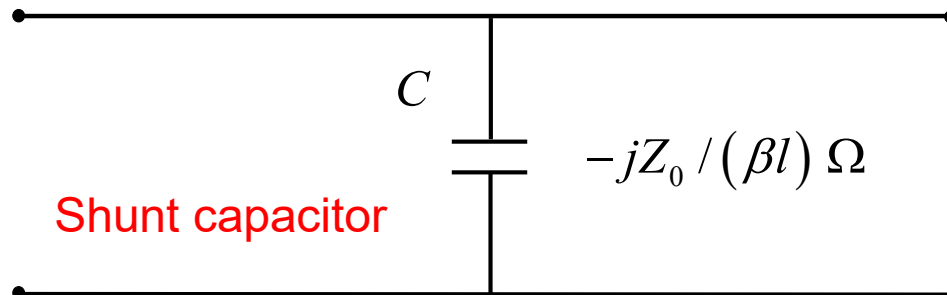 C
−jZ₀ / (βl) Ω
Shunt capacitor